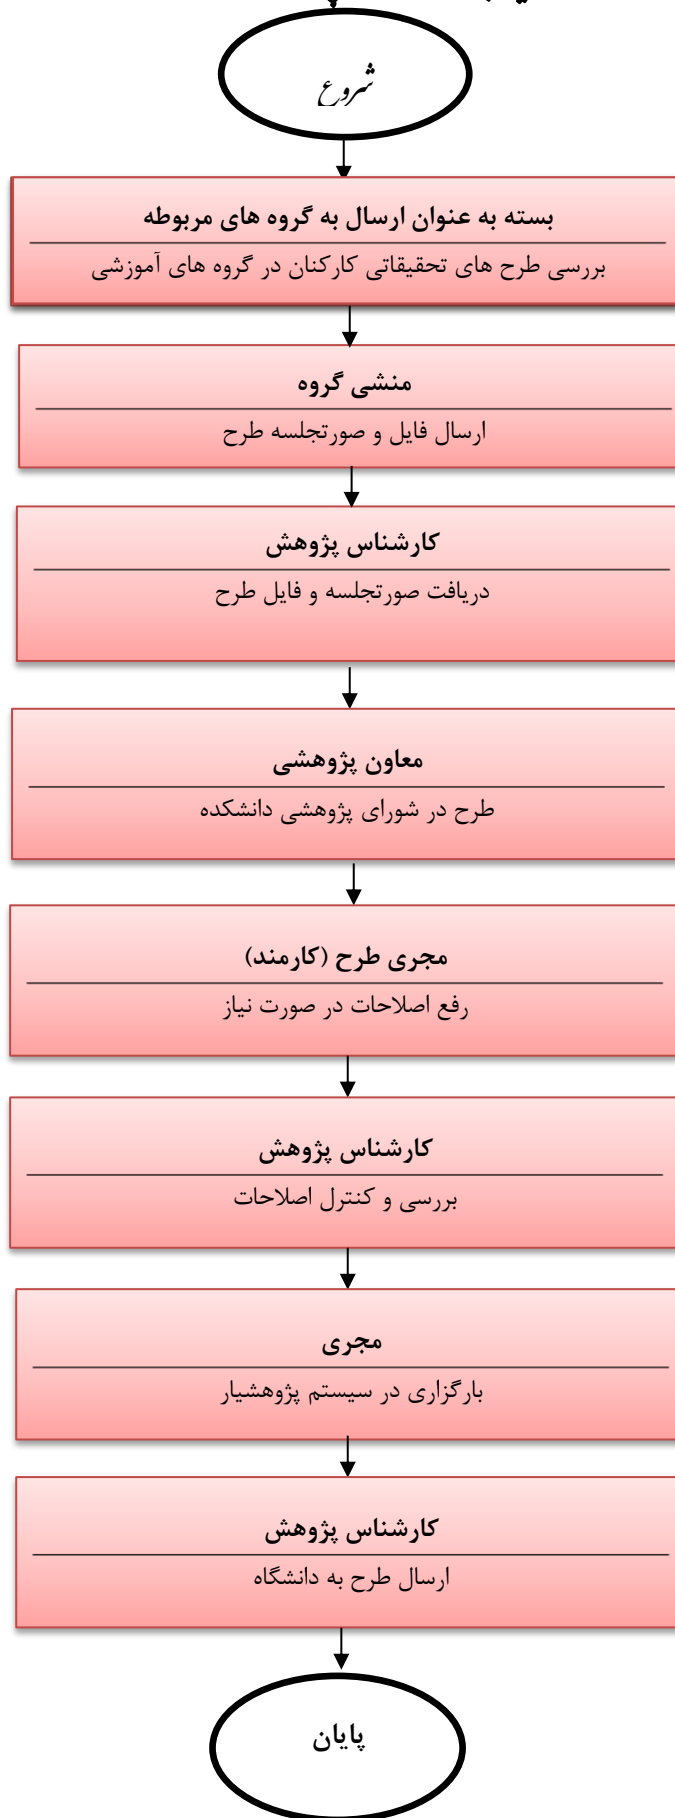 شروع
بسته به عنوان ارسال به گروه های مربوطه
بررسی طرح های تحقیقاتی کارکنان در گروه های آموزشی
منشی گروه
ارسال فایل و صورتجلسه طرح
کارشناس پژوهش
دریافت صورتجلسه و فایل طرح
معاون پژوهشی
طرح در شورای پژوهشی دانشکده
مجری طرح (کارمند)
رفع اصلاحات در صورت نیاز
کارشناس پژوهش
بررسی و کنترل اصلاحات
مجری
بارگزاری در سیستم پژوهشیار
کارشناس پژوهش
ارسال طرح به دانشگاه
پایان